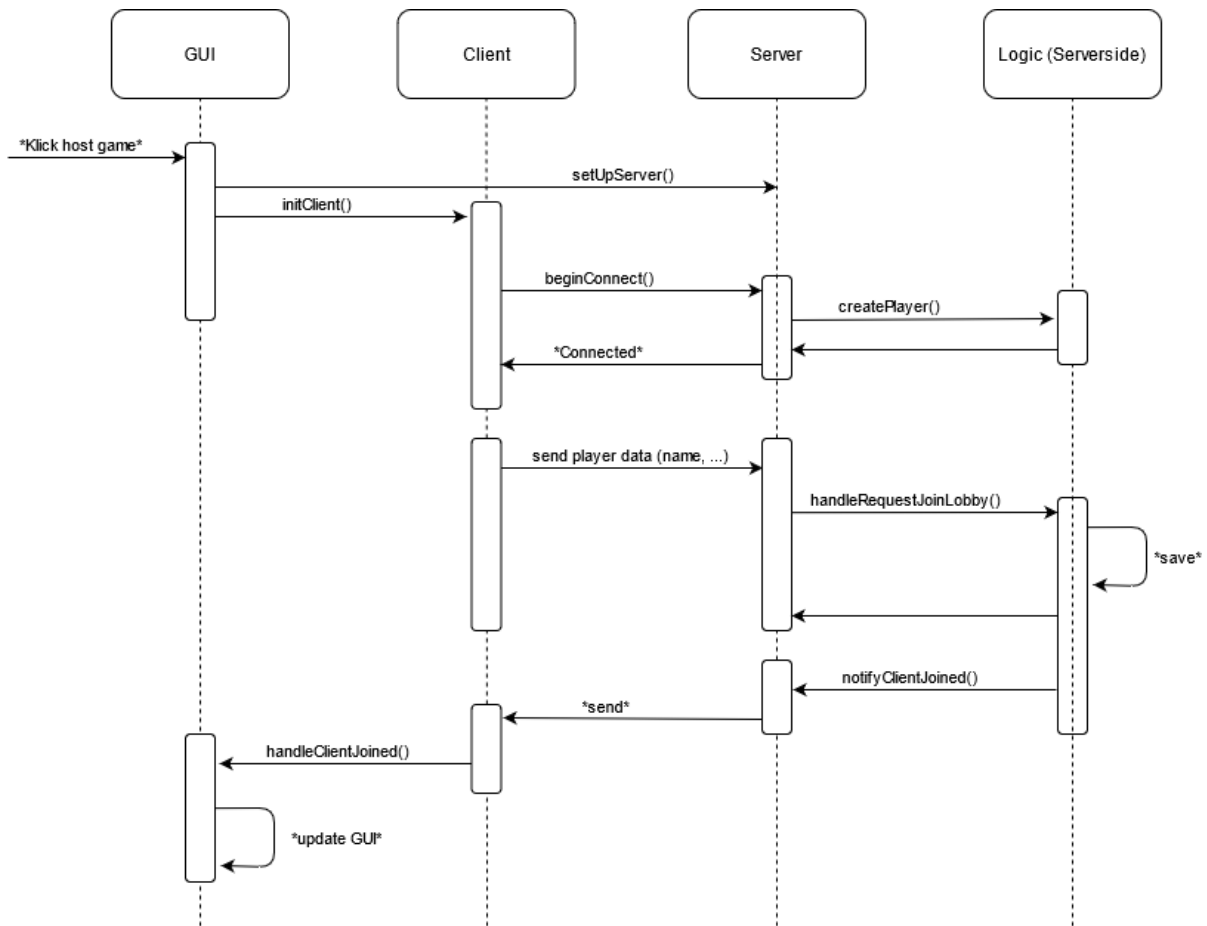 GUI
Client
Server
Logic (Serverside)
*Klick host game*
setUpServer()
initClient()
beginConnect()
createPlayer()
*Connected*
send player data (name, ...)
handleRequestJoinLobby()
*save*
notifyClientJoined()
*send*
handleClientJoined()
*update GUI*